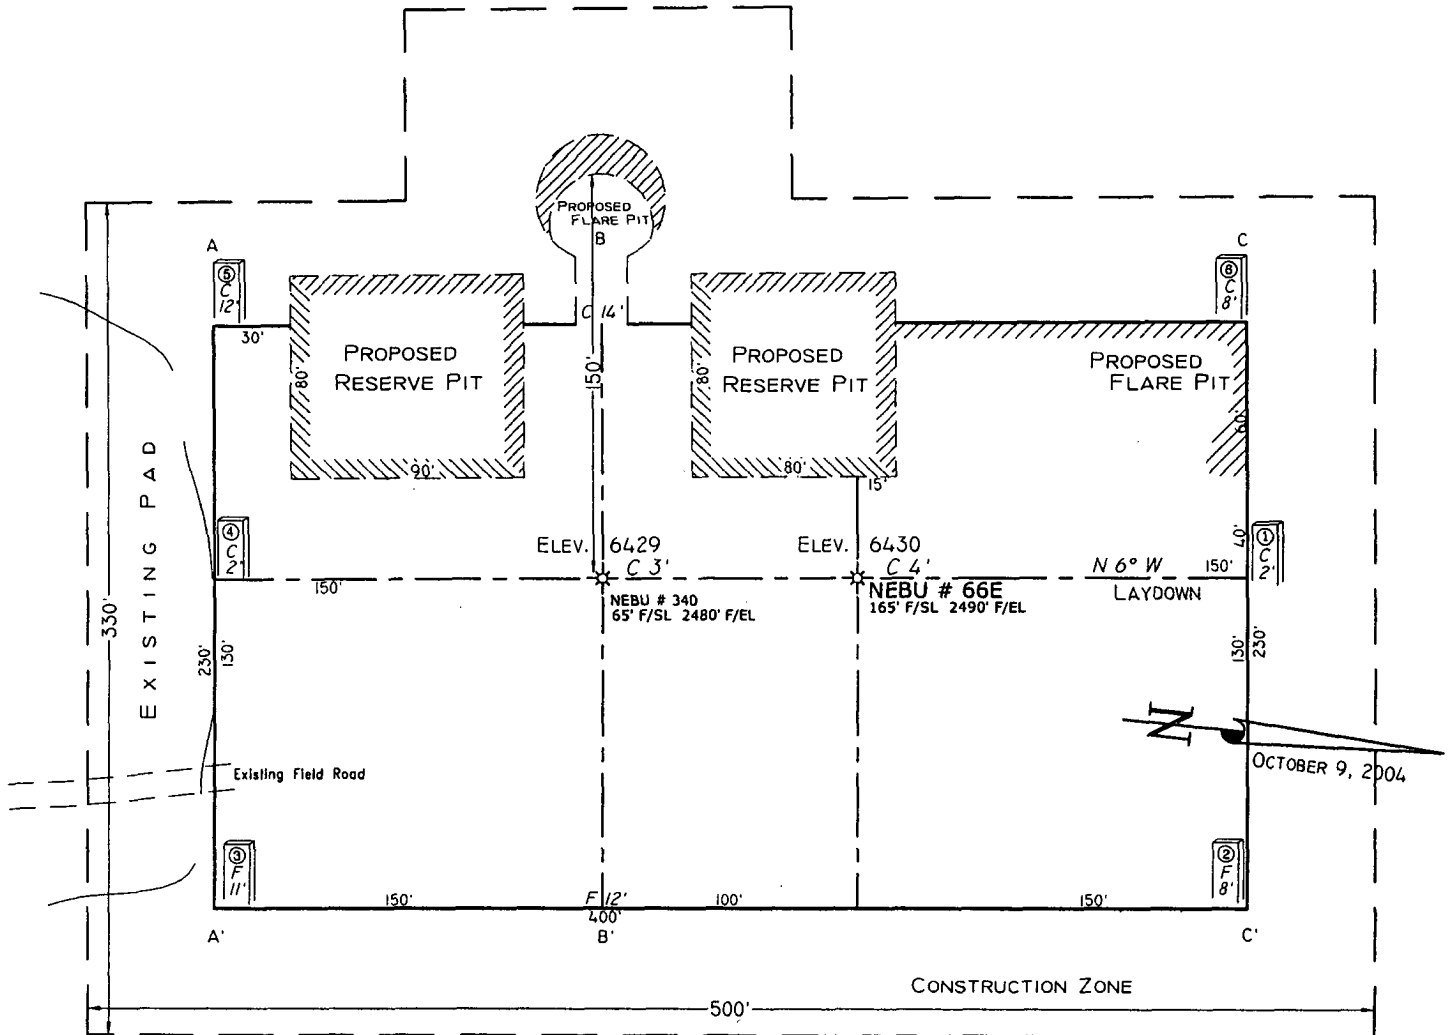 PROPOSED
FLARE PIT
B
A
C
⑤
C
12'
⑥
C
8'
30'
C 14'
PROPOSED
RESERVE PIT
80'
90'
150'
PROPOSED
RESERVE PIT
80'
80'
15'
PROPOSED
FLARE PIT
60'
40'
EXISTING PAD
330'
④
C
2'
①
C
2'
ELEV. 6429
C 3'
ELEV. 6430
C 4'
N 6° W
150'
150'
LAYDOWN
NEBU # 340
65' F/SL 2480' F/EL
NEBU # 66E
165' F/SL 2490' F/EL
230'
130'
130'
230'
N
OCTOBER 9, 2004
Existing Field Road
③
F
11'
②
F
8'
150'
F 12'
100'
150'
400'
A'
B'
C'
CONSTRUCTION ZONE
500'